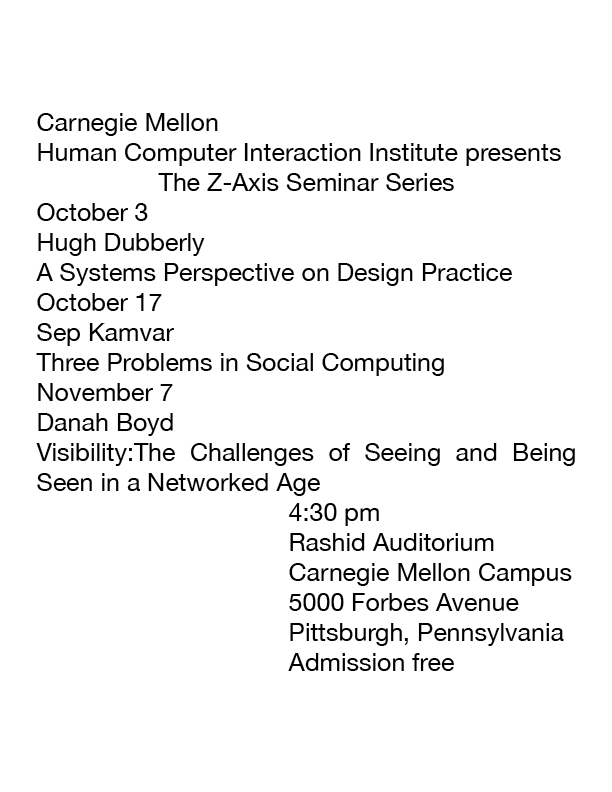 Carnegie Mellon
Human Computer Interaction Institute presents
The Z-Axis Seminar Series
October 3
Hugh Dubberly
A Systems Perspective on Design Practice
October 17
Sep Kamvar
Three Problems in Social Computing
November 7
Danah Boyd
Visibility:The Challenges of Seeing and Being
Seen in a Networked Age
4:30 pm
Rashid Auditorium
Carnegie Mellon Campus
5000 Forbes Avenue
Pittsburgh, Pennsylvania
Admission free